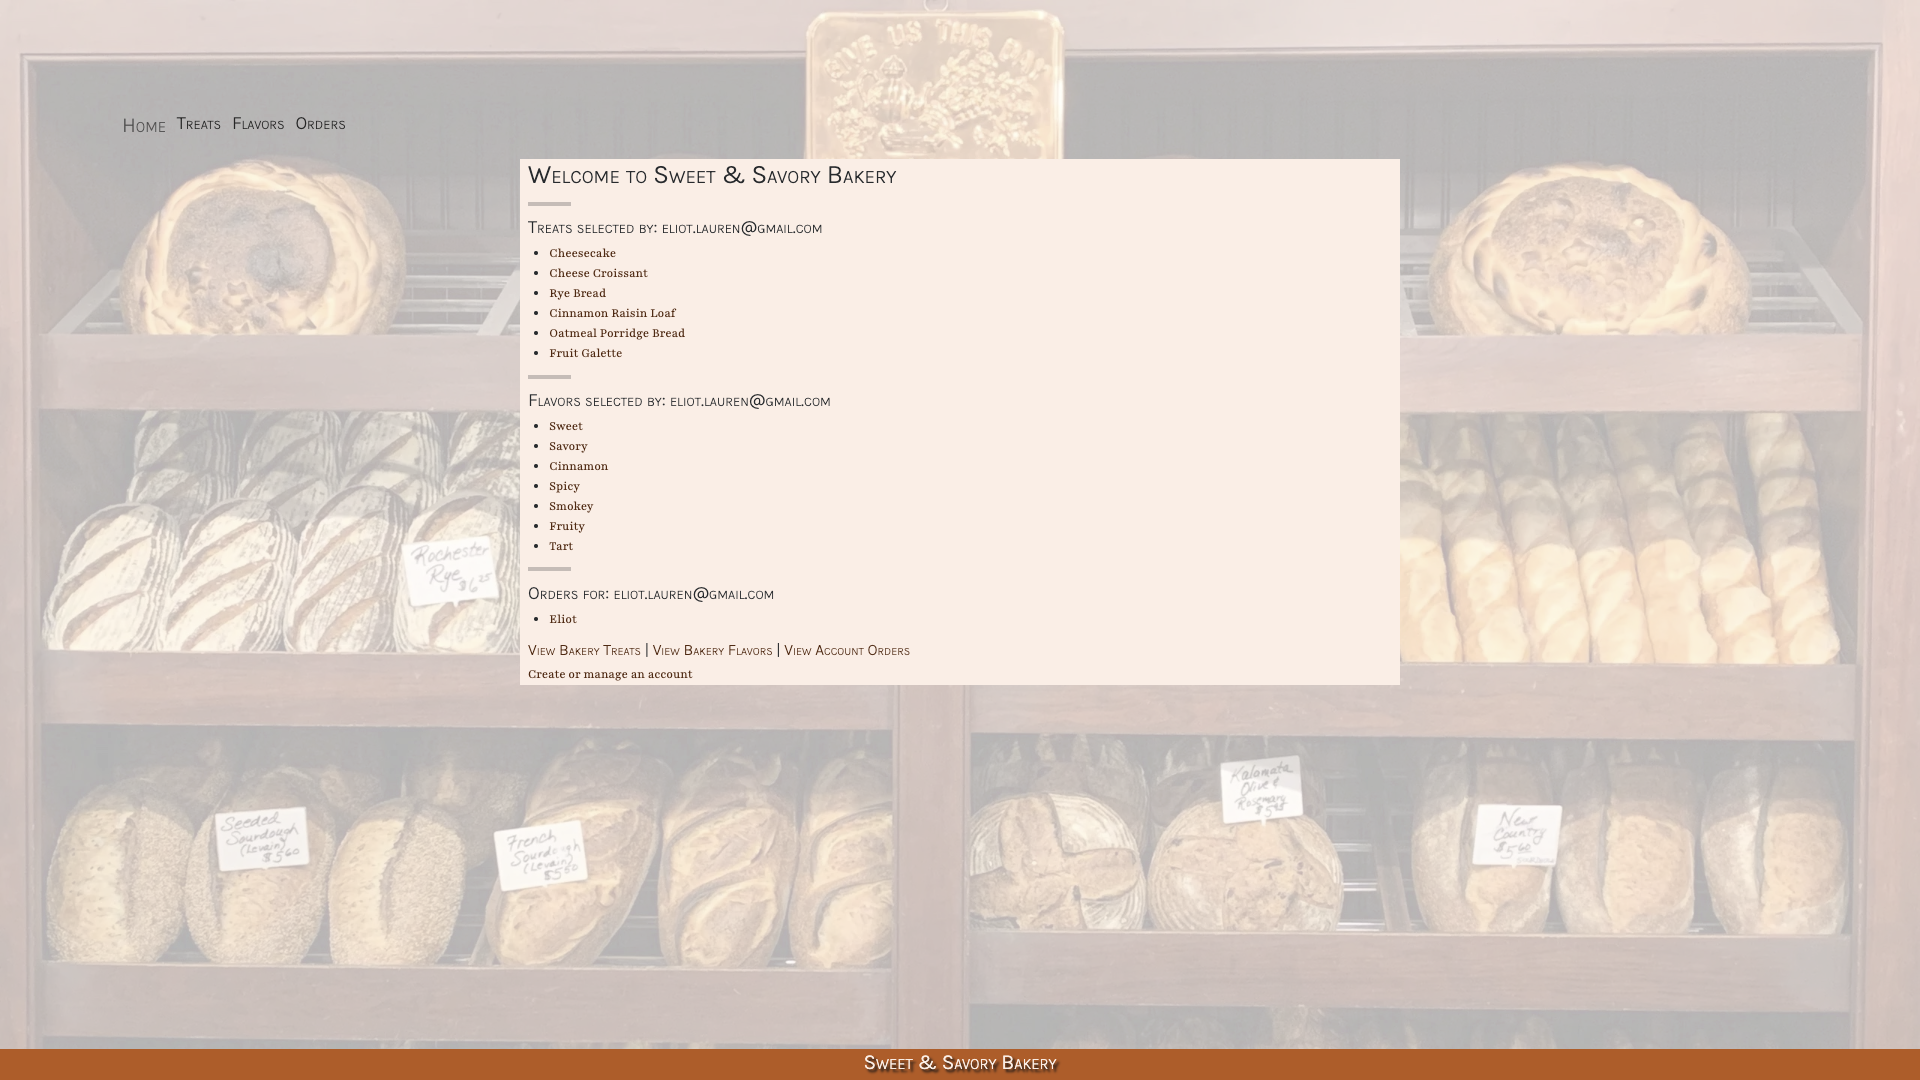 GIVE US THIS DAY
Home Treats Flavors Orders
Welcome to Sweet & Savory Bakery
Treats selected by: eliot.lauren@gmail.com
Cheesecake
Cheese Croissant
Rye Bread
Cinnamon Raisin Loaf
Oatmeal Porridge Bread
Fruit Galette
Flavors selected by: eliot.lauren@gmail.com
Sweet
Savory
Cinnamon
Spicy
Smokey
Fruity
Tart
Orders for: eliot.lauren@gmail.com
Eliot
View Bakery Treats | View Bakery Flavors | View Account Orders
Create or manage an account
Rochester
Rye
$6.25
Seeded
Sourdough
(Levain)
$5.60
French
Sourdough
(Levain)
$5.50
Kalamata
Olive &
Rosemary
New
Country
$5.60
Sweet & Savory Bakery